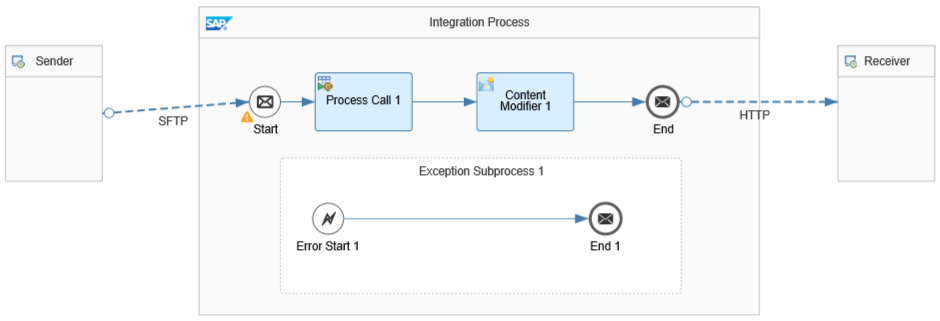 SAP
Integration Process
Sender
Receiver
Process Call 1
Content
Modifier 1
SFTP
Start
End
HTTP
Exception Subprocess 1
Error Start 1
End 1